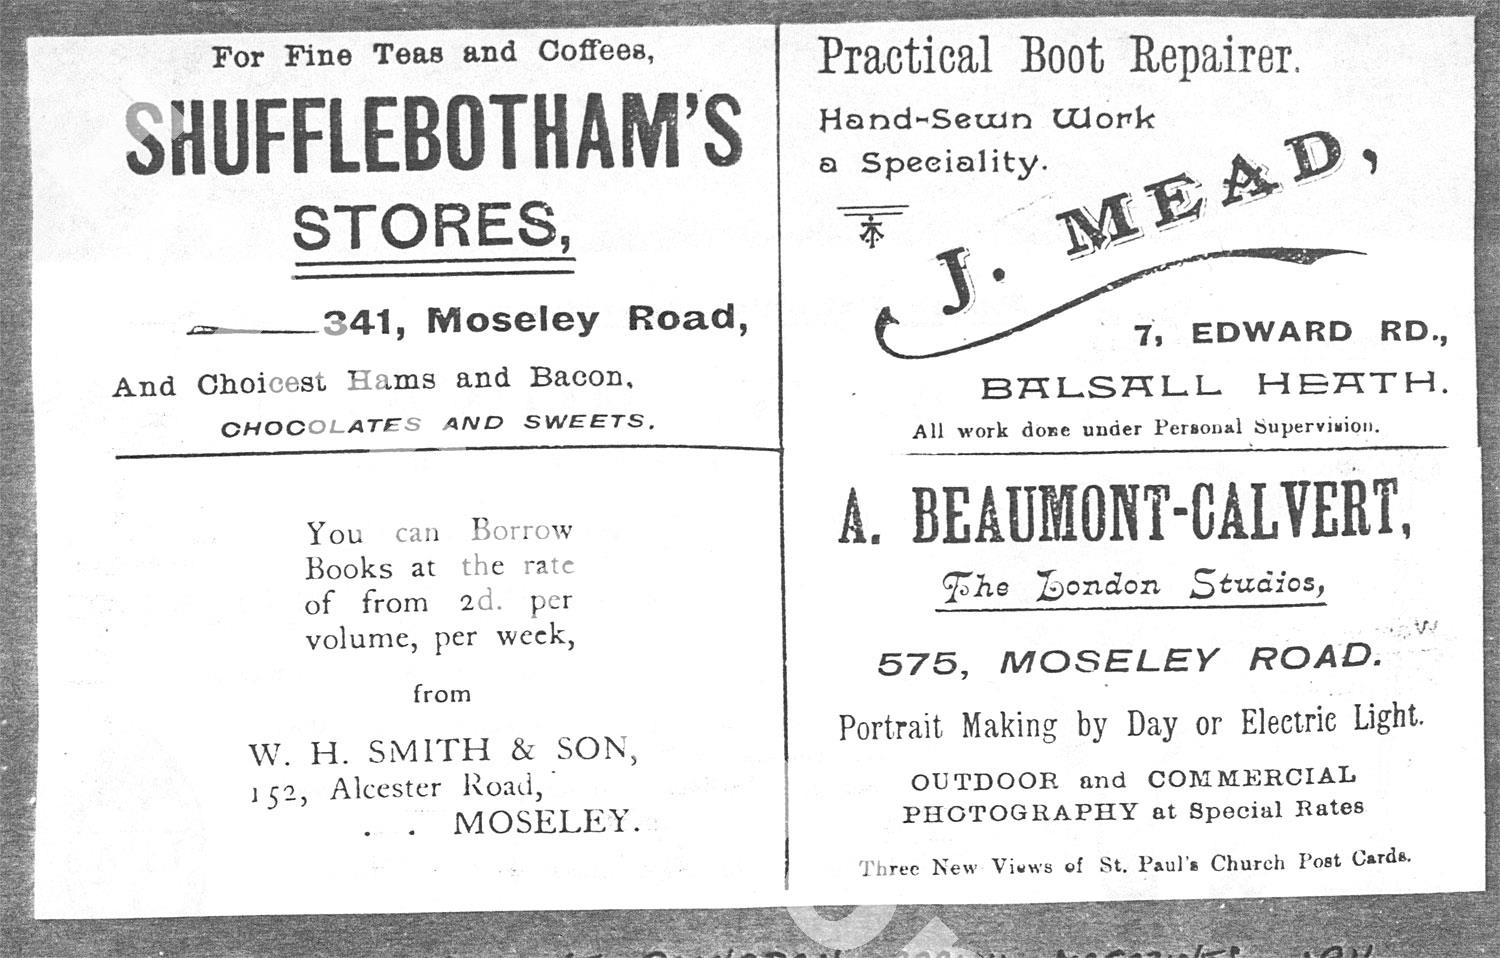 For Fine Teas and Coffees,
SHUFFLEBOTHAM'S
STORES,
341, Moseley Road,
And Choicest Hams and Bacon,
CHOCOLATES AND SWEETS.
You can Borrow
Books at the rate
of from 2d. per
volume, per week,
from
W. H. SMITH & SON,
152, Alcester Road,
. . MOSELEY.
Practical Boot Repairer.
Hand-Sewn Work
a Speciality.
J. MEAD,
7, EDWARD RD.,
BALSALL HEATH.
All work done under Personal Supervision.
A. BEAUMONT-CALVERT,
The London Studios,
575, MOSELEY ROAD.
Portrait Making by Day or Electric Light.
OUTDOOR and COMMERCIAL
PHOTOGRAPHY at Special Rates
Three New Views of St. Paul's Church Post Cards.